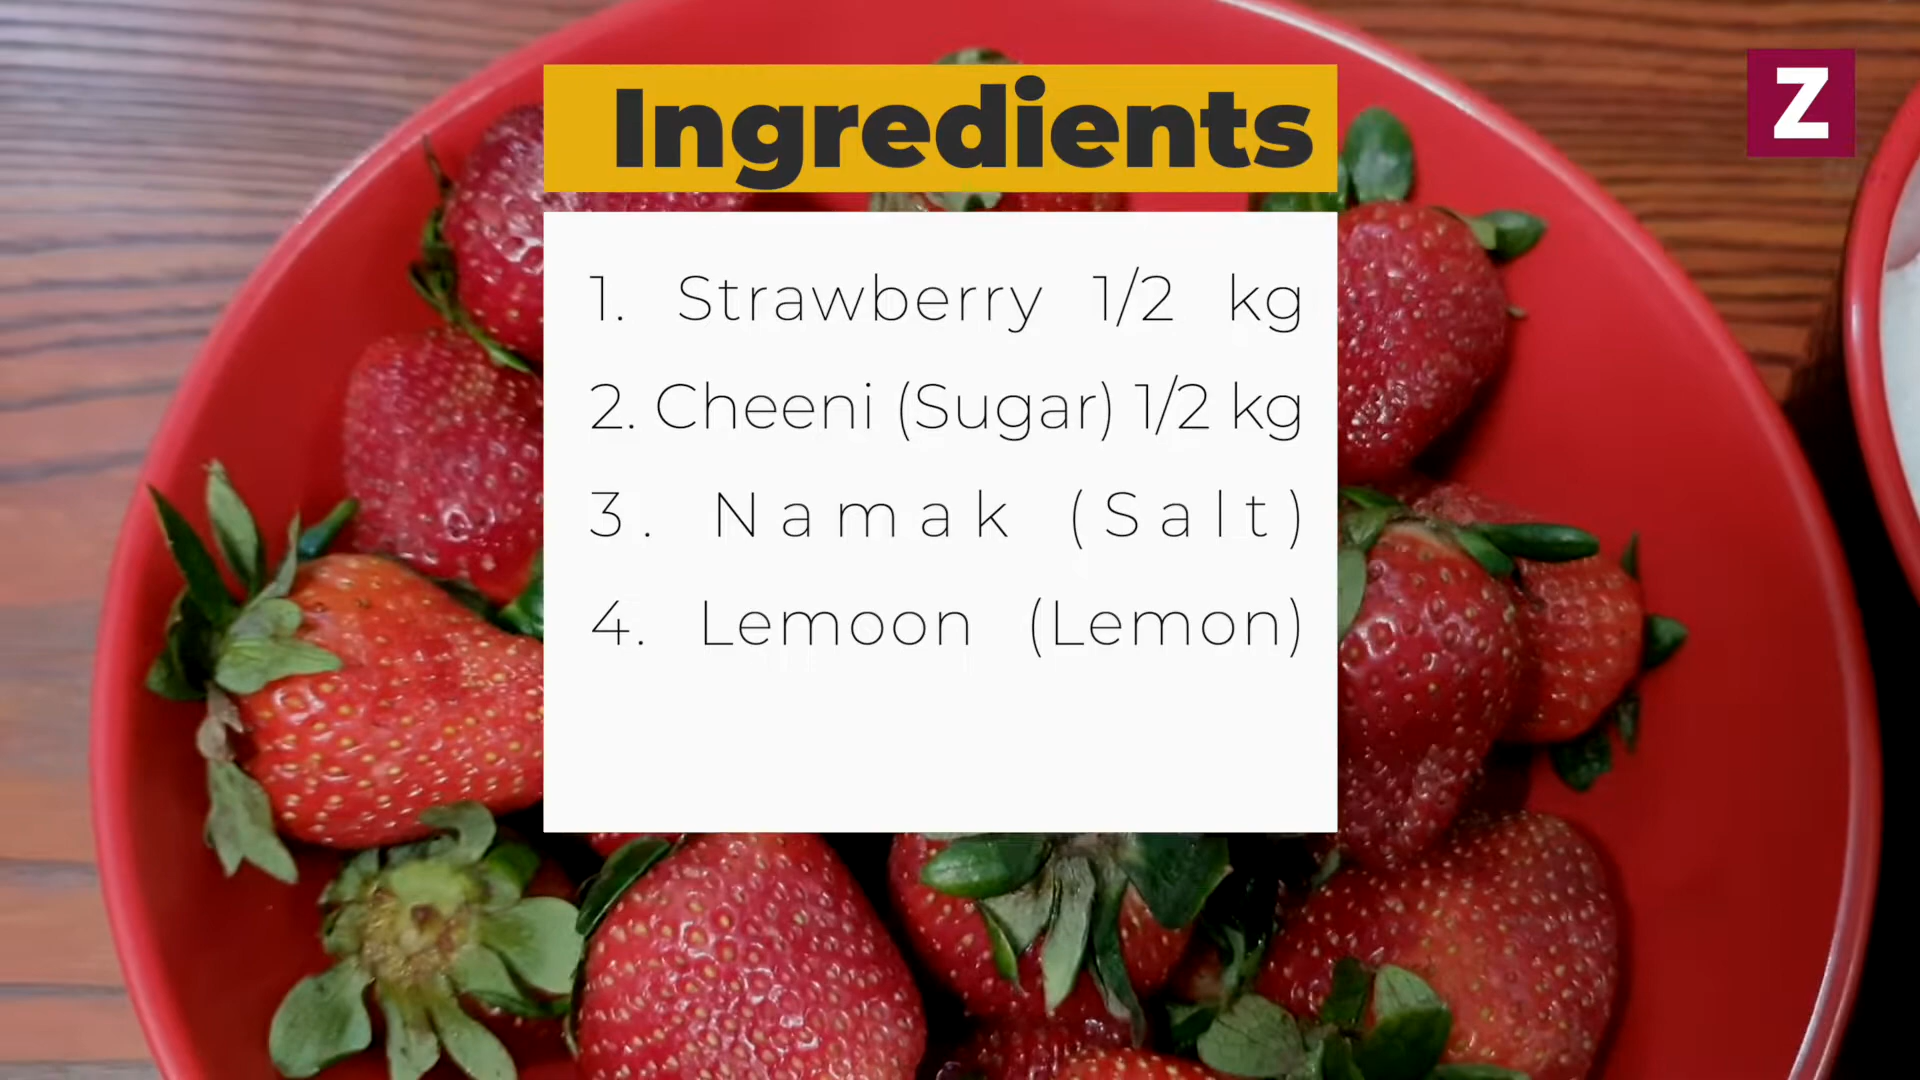 Ingredients
Z
1. Strawberry 1/2 kg
2. Cheeni (Sugar) 1/2 kg
3. Namak (Salt)
4. Lemoon (Lemon)